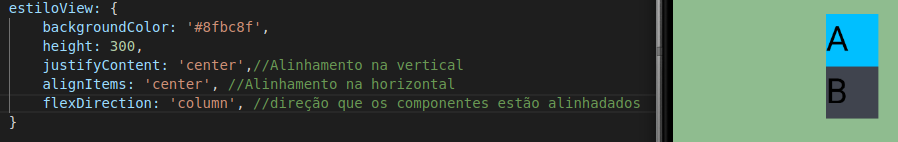 estiloView: {
backgroundColor: '#8fbc8f',
height: 300,
justifyContent: 'center',//Alinhamento na vertical
alignItems: 'center', //Alinhamento na horizontal
flexDirection: 'column', //direção que os componentes estão alinhadados
}
A
B